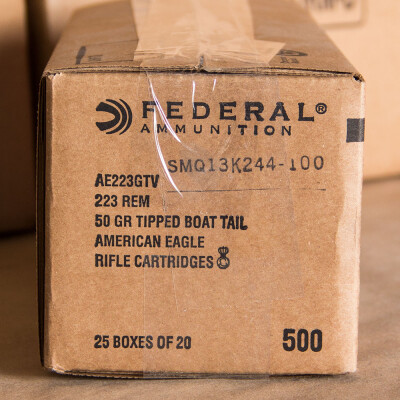 FEDERAL®
AMMUNITION
SMQ13K244-100
AE223GTV
223 REM
50 GR TIPPED BOAT TAIL
AMERICAN EAGLE
RIFLE CARTRIDGES
25 BOXES OF 20 500